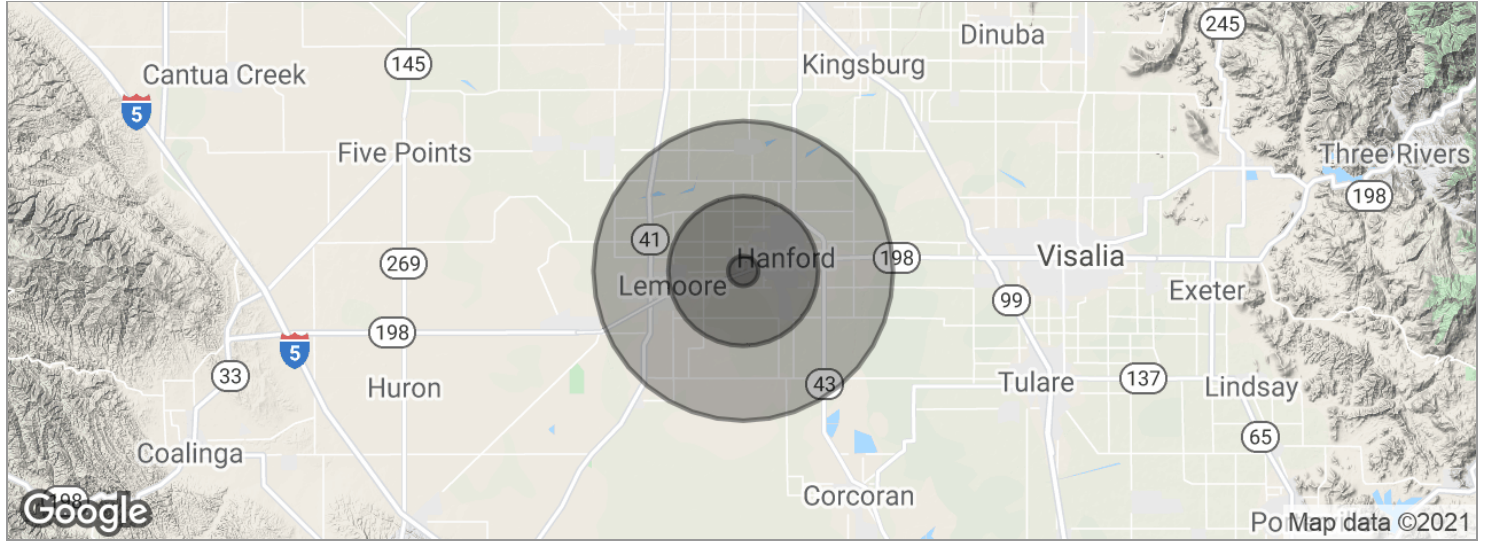 245
Dinuba
145
Kingsburg
Cantua Creek
5
Five Points
Three Rivers
198
41
Hanford
198
Visalia
269
Lemoore
Exeter
99
198
5
33
43
Huron
Tulare
137
Lindsay
65
Coalinga
Corcoran
198
Google
Map data ©2021